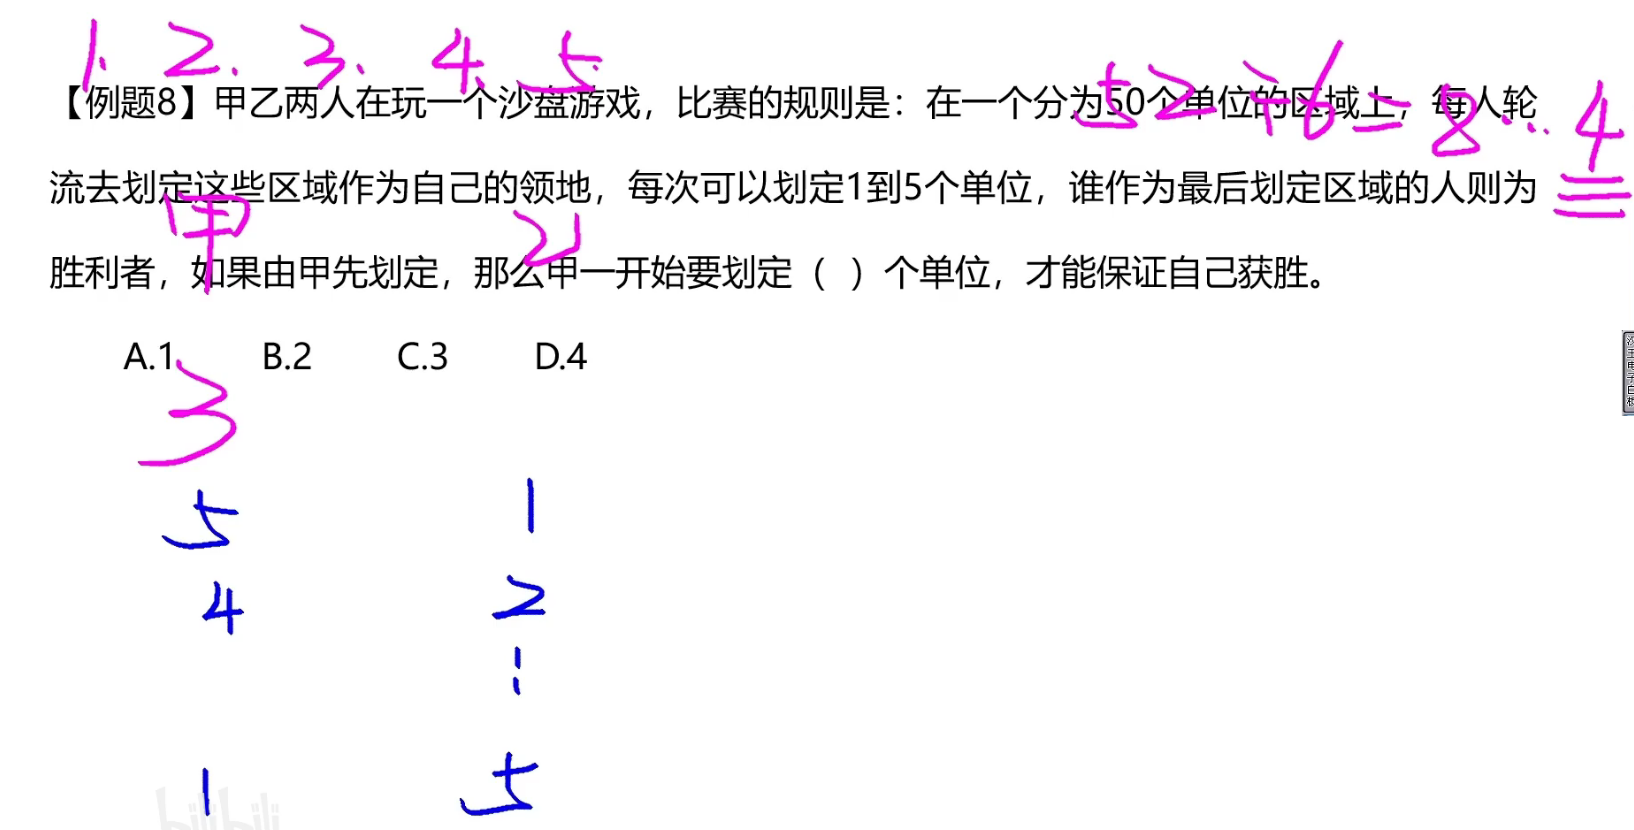 1. 2. 3. 4. 5.
【例题8】甲乙两人在玩一个沙盘游戏，比赛的规则是：在一个分为50个单位的区域上，每人轮
52÷6=8…4
流去划定这些区域作为自己的领地，每次可以划定1到5个单位，谁作为最后划定区域的人则为
甲
胜利者，如果由甲先划定，那么甲一开始要划定（ ）个单位，才能保证自己获胜。
A.1 B.2 C.3 D.4
3
5 1
4 2
⋮
1 5
bilibili